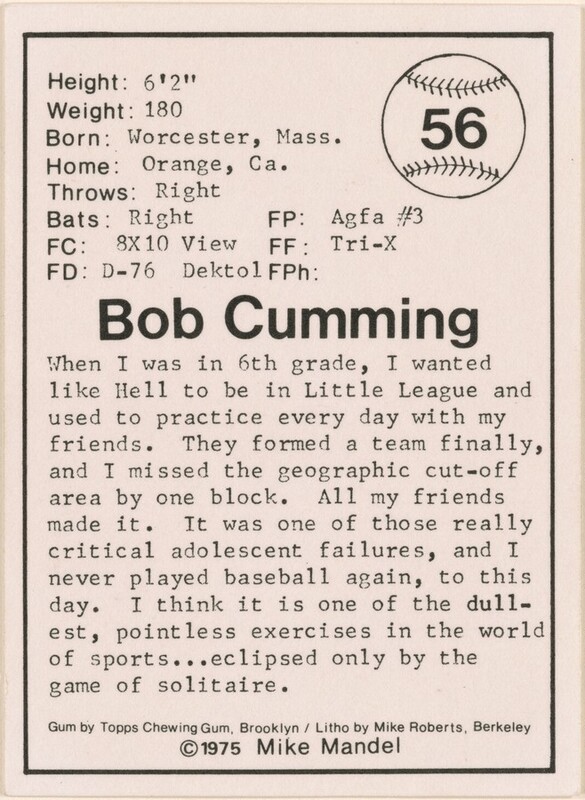 56
Height: 6'2"
Weight: 180
Born: Worcester, Mass.
Home: Orange, Ca.
Throws: Right
Bats: Right FP: Agfa #3
FC: 8X10 View FF: Tri-X
FD: D-76 Dektol FPh:
Bob Cumming
When I was in 6th grade, I wanted
like Hell to be in Little League and
used to practice every day with my
friends. They formed a team finally,
and I missed the geographic cut-off
area by one block. All my friends
made it. It was one of those really
critical adolescent failures, and I
never played baseball again, to this
day. I think it is one of the dull-
est, pointless exercises in the world
of sports...eclipsed only by the
game of solitaire.
Gum by Topps Chewing Gum, Brooklyn / Litho by Mike Roberts, Berkeley
©1975 Mike Mandel